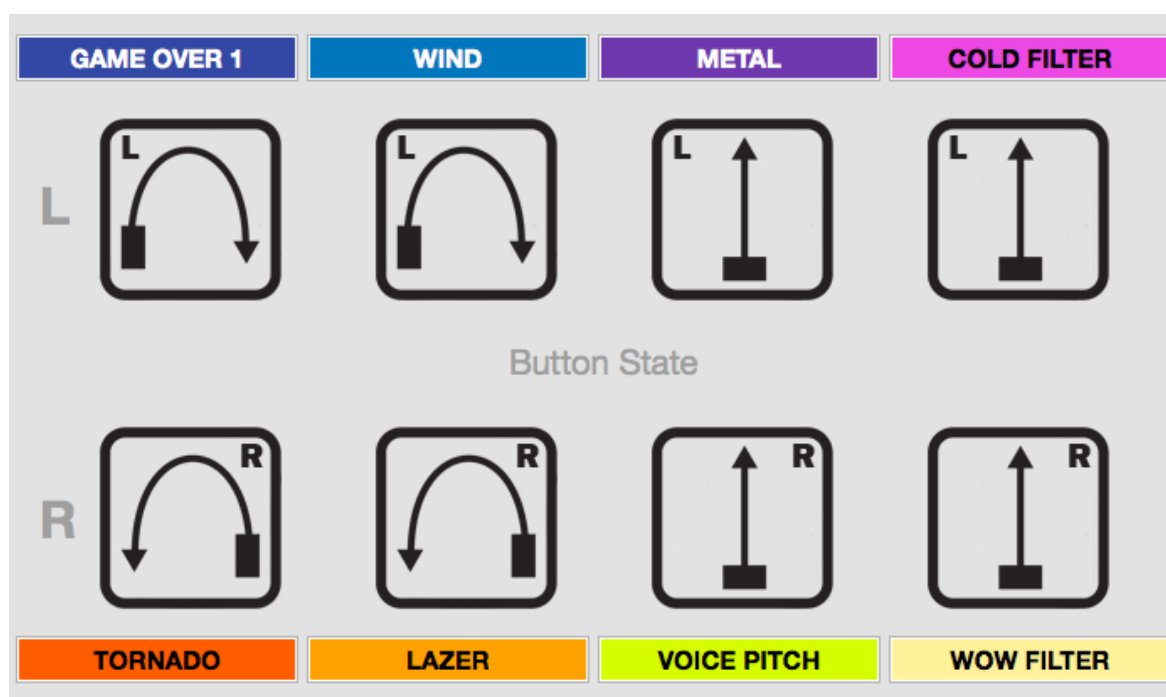 GAME OVER 1 WIND METAL COLD FILTER
L L L L
L
Button State
R R R R
R
TORNADO LAZER VOICE PITCH WOW FILTER